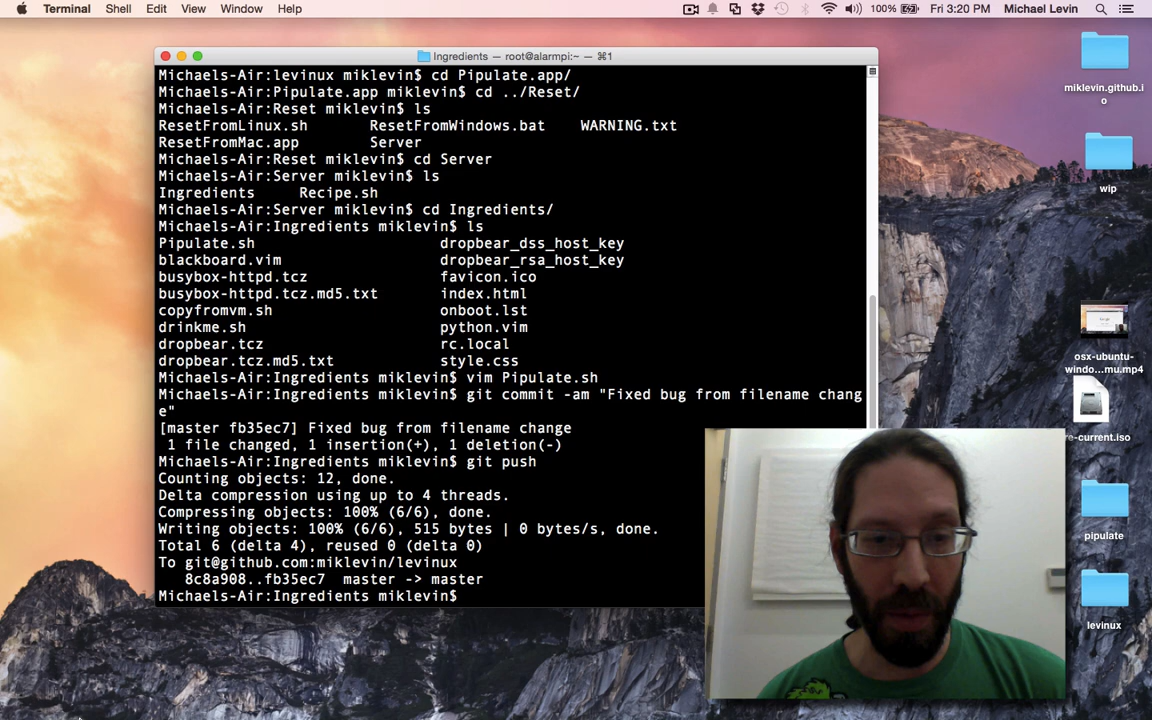 Terminal Shell Edit View Window Help 100% Fri 3:20 PM Michael Levin
Ingredients — root@alarmpi:~ — ⌘1
Michaels-Air:levinux miklevin$ cd Pipulate.app/
Michaels-Air:Pipulate.app miklevin$ cd ../Reset/
Michaels-Air:Reset miklevin$ ls
ResetFromLinux.sh ResetFromWindows.bat WARNING.txt
ResetFromMac.app Server
Michaels-Air:Reset miklevin$ cd Server
Michaels-Air:Server miklevin$ ls
Ingredients Recipe.sh
Michaels-Air:Server miklevin$ cd Ingredients/
Michaels-Air:Ingredients miklevin$ ls
Pipulate.sh dropbear_dss_host_key
blackboard.vim dropbear_rsa_host_key
busybox-httpd.tcz favicon.ico
busybox-httpd.tcz.md5.txt index.html
copyfromvm.sh onboot.lst
drinkme.sh python.vim
dropbear.tcz rc.local
dropbear.tcz.md5.txt style.css
Michaels-Air:Ingredients miklevin$ vim Pipulate.sh
Michaels-Air:Ingredients miklevin$ git commit -am "Fixed bug from filename chang
e"
[master fb35ec7] Fixed bug from filename change
1 file changed, 1 insertion(+), 1 deletion(-)
Michaels-Air:Ingredients miklevin$ git push
Counting objects: 12, done.
Delta compression using up to 4 threads.
Compressing objects: 100% (6/6), done.
Writing objects: 100% (6/6), 515 bytes | 0 bytes/s, done.
Total 6 (delta 4), reused 0 (delta 0)
To git@github.com:miklevin/levinux
8c8a908..fb35ec7 master -> master
Michaels-Air:Ingredients miklevin$
miklevin.github.i
o
wip
osx-ubuntu-
windo...mu.mp4
re-current.iso
pipulate
levinux